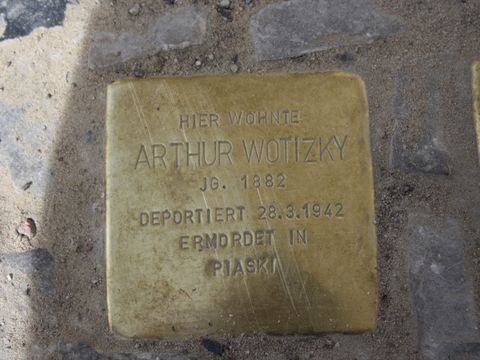 HIER WOHNTE
ARTHUR WOTIZKY
JG. 1882
DEPORTIERT 28.3.1942
ERMORDET IN
PIASKI